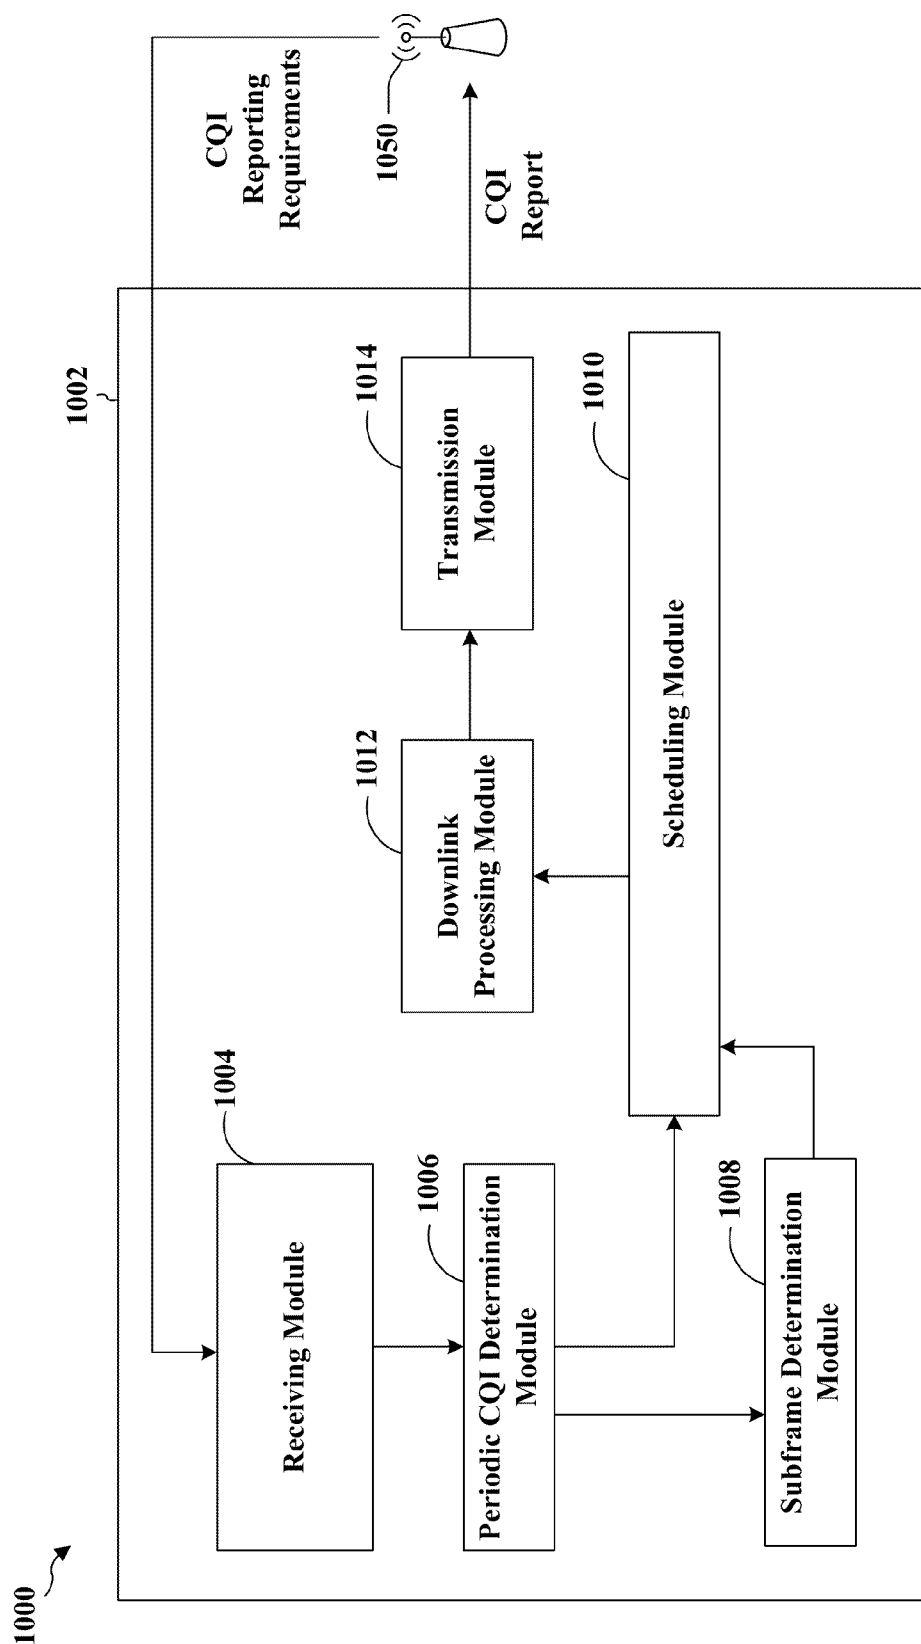 1000
1002
CQI
Reporting
Requirements
1050
CQI
Report
1004
Receiving Module
1006
Periodic CQI Determination
Module
1008
Subframe Determination
Module
1010
Scheduling Module
1012
Downlink
Processing Module
1014
Transmission
Module